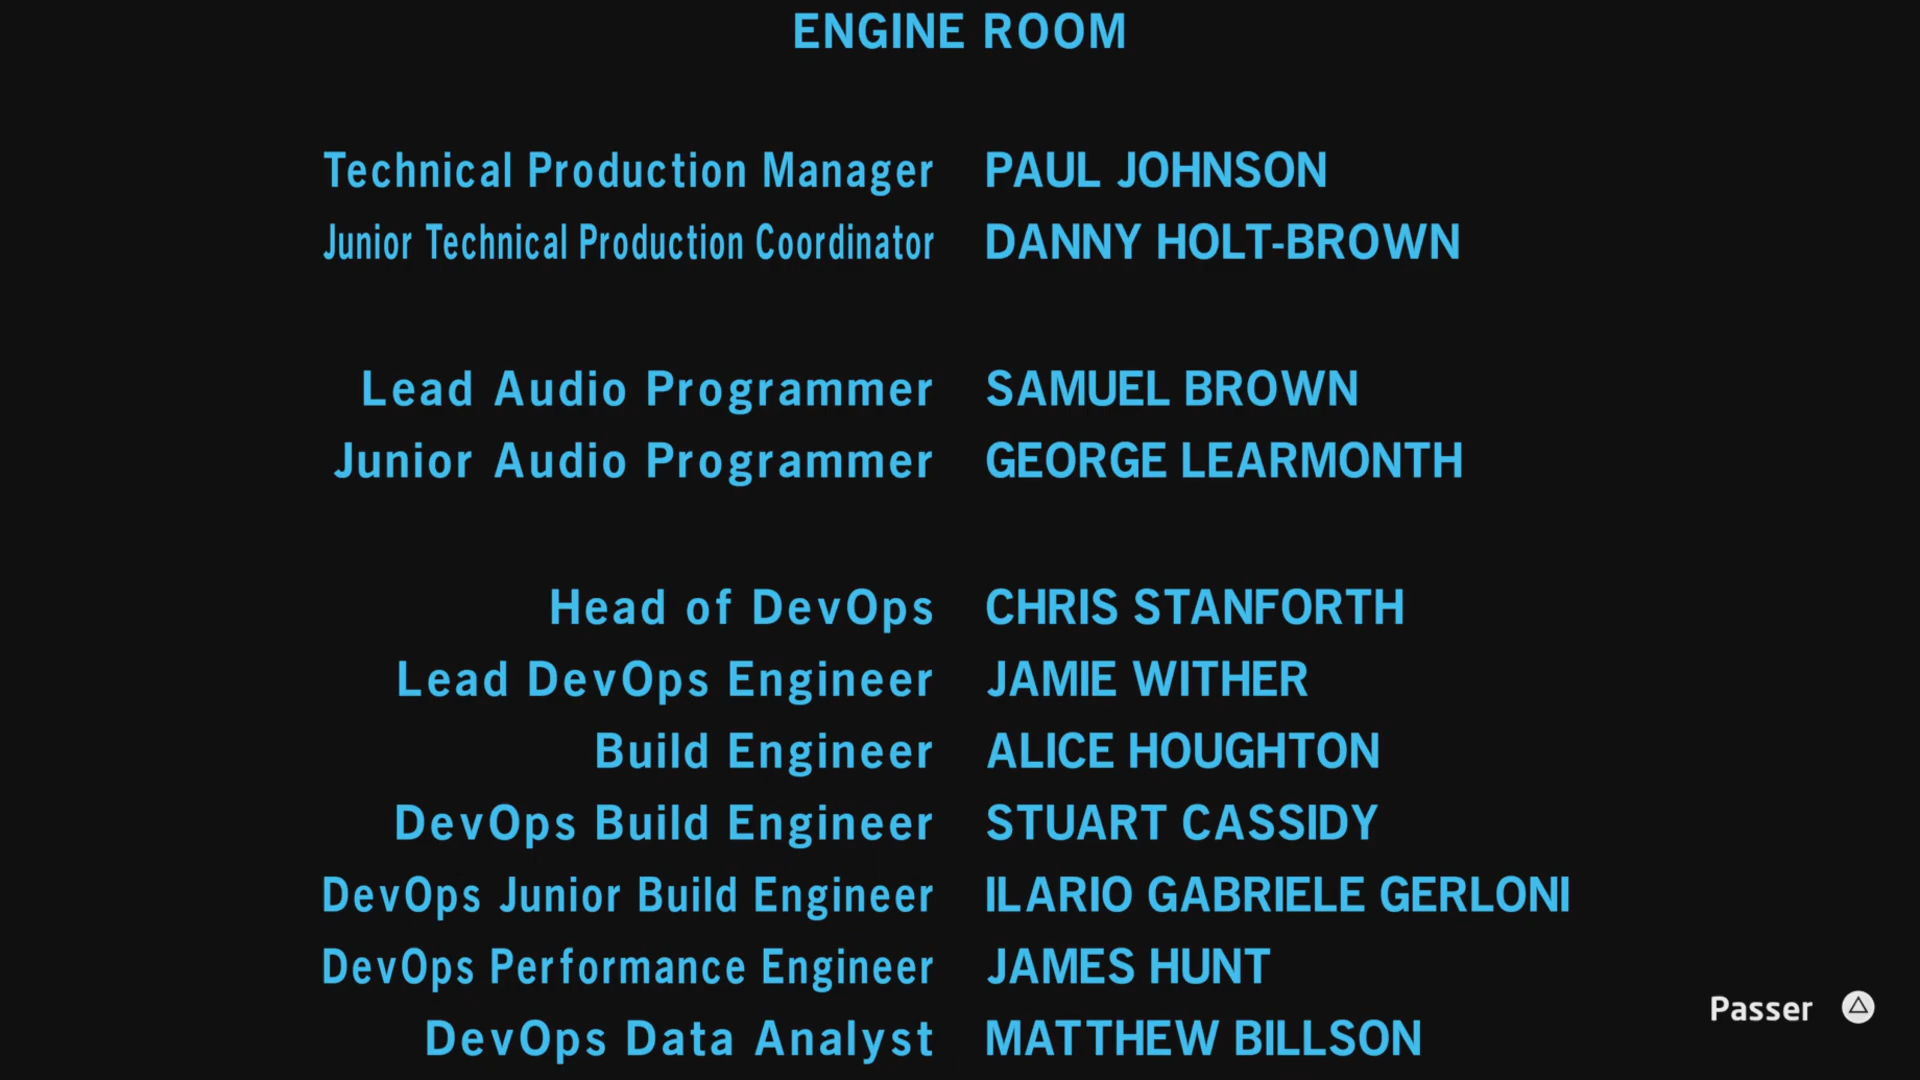 ENGINE ROOM
Technical Production Manager PAUL JOHNSON
Junior Technical Production Coordinator DANNY HOLT-BROWN
Lead Audio Programmer SAMUEL BROWN
Junior Audio Programmer GEORGE LEARMONTH
Head of DevOps CHRIS STANFORTH
Lead DevOps Engineer JAMIE WITHER
Build Engineer ALICE HOUGHTON
DevOps Build Engineer STUART CASSIDY
DevOps Junior Build Engineer ILARIO GABRIELE GERLONI
DevOps Performance Engineer JAMES HUNT
Passer
DevOps Data Analyst MATTHEW BILLSON